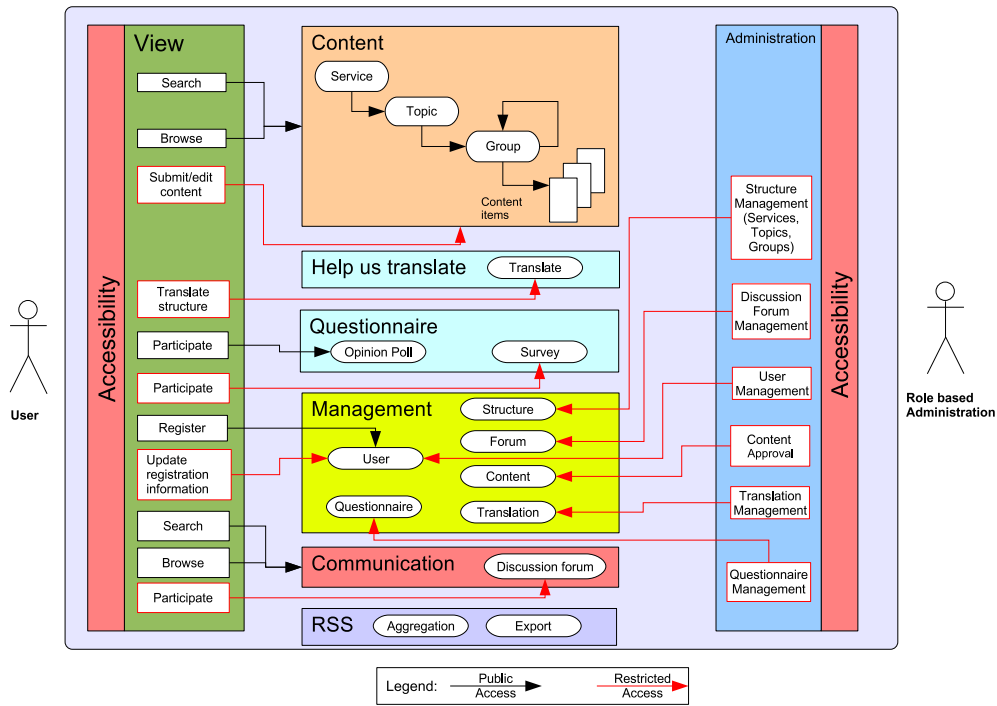 View
Search
Browse
Submit/edit
content
Translate
structure
Participate
Participate
Register
Update
registration
information
Search
Browse
Participate
Accessibility
User
Content
Service
Topic
Group
Content
items
Help us translate
Translate
Questionnaire
Opinion Poll
Survey
Management
Structure
Forum
User
Content
Questionnaire
Translation
Communication
Discussion forum
RSS
Aggregation
Export
Administration
Structure
Management
(Services,
Topics,
Groups)
Discussion
Forum
Management
User
Management
Content
Approval
Translation
Management
Questionnaire
Management
Accessibility
Role based
Administration
Legend:
Public
Access
Restricted
Access